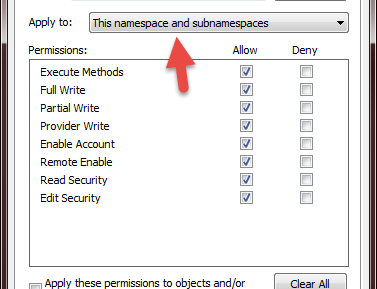 Apply to: This namespace and subnamespaces
Permissions: Allow Deny
Execute Methods
Full Write
Partial Write
Provider Write
Enable Account
Remote Enable
Read Security
Edit Security
Apply these permissions to objects and/or Clear All